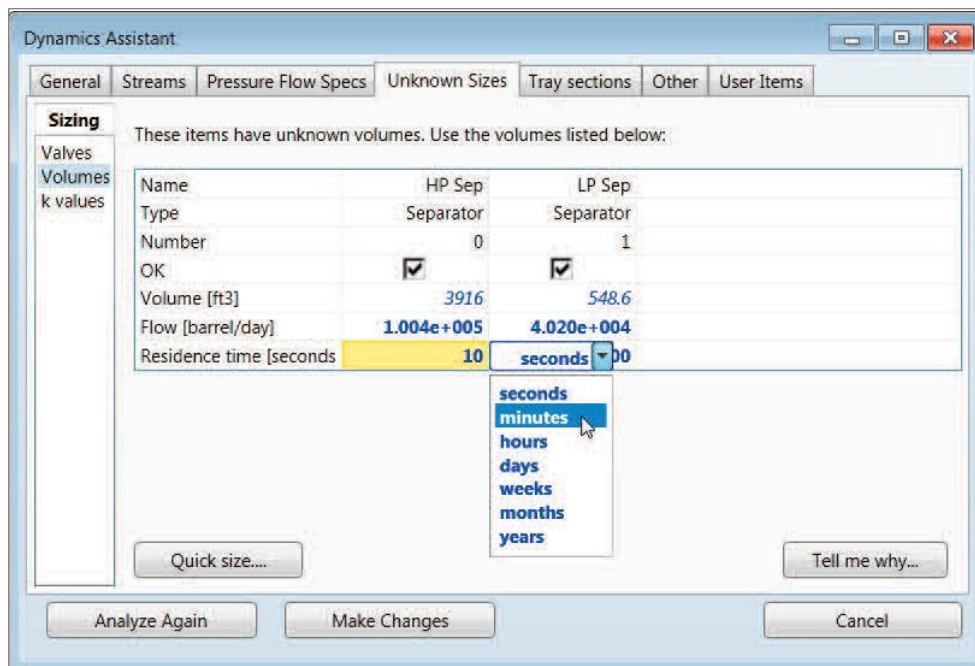 Dynamics Assistant
General Streams Pressure Flow Specs Unknown Sizes Tray sections Other User Items
Sizing
Valves
Volumes
k values
These items have unknown volumes. Use the volumes listed below:
Name HP Sep LP Sep
Type Separator Separator
Number 0 1
OK
Volume [ft3] 3916 548.6
Flow [barrel/day] 1.004e+005 4.020e+004
Residence time [seconds 10 seconds 00
seconds
minutes
hours
days
weeks
months
years
Quick size.... Tell me why...
Analyze Again Make Changes Cancel